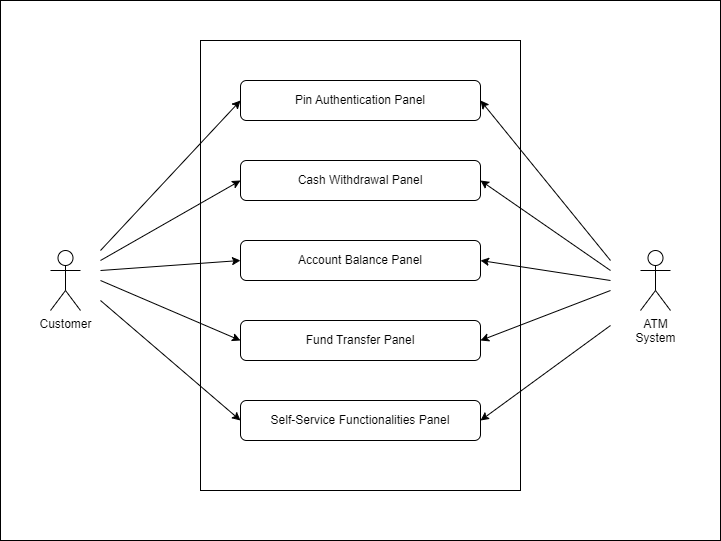 Pin Authentication Panel
Cash Withdrawal Panel
Account Balance Panel
Customer
Fund Transfer Panel
ATM
System
Self-Service Functionalities Panel